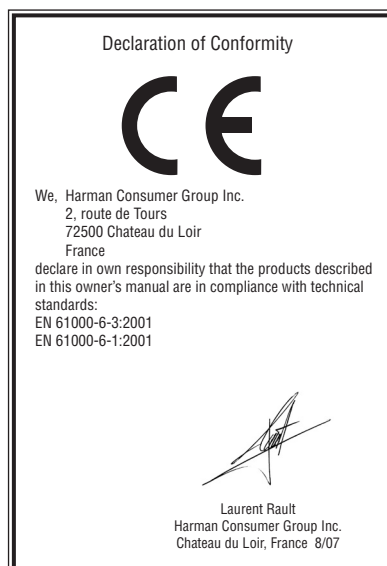 Declaration of Conformity
CE
We, Harman Consumer Group Inc.
2, route de Tours
72500 Chateau du Loir
France
declare in own responsibility that the products described
in this owner's manual are in compliance with technical
standards:
EN 61000-6-3:2001
EN 61000-6-1:2001
Laurent Rault
Harman Consumer Group Inc.
Chateau du Loir, France 8/07